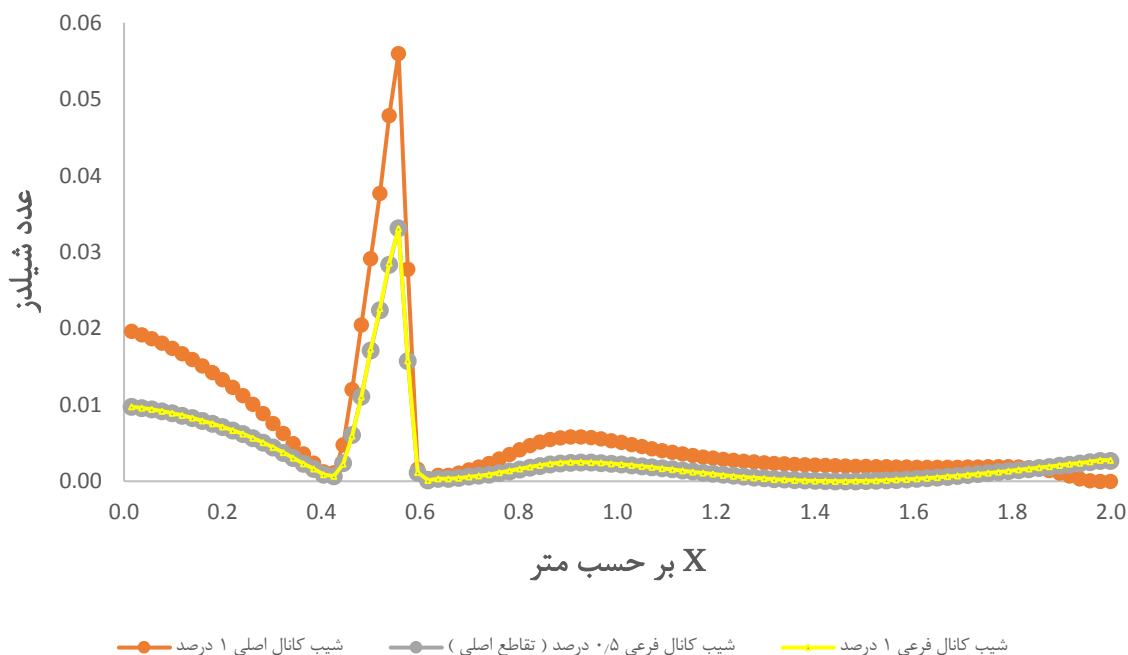 0.06
0.05
0.04
0.03
0.02
0.01
0.00
عدد شیلدز
0.0 0.2 0.4 0.6 0.8 1.0 1.2 1.4 1.6 1.8 2.0
X بر حسب متر
شیب کانال اصلی ۱ درصد
شیب کانال فرعی ۰٫۵ درصد ( تقاطع اصلی )
شیب کانال فرعی ۱ درصد